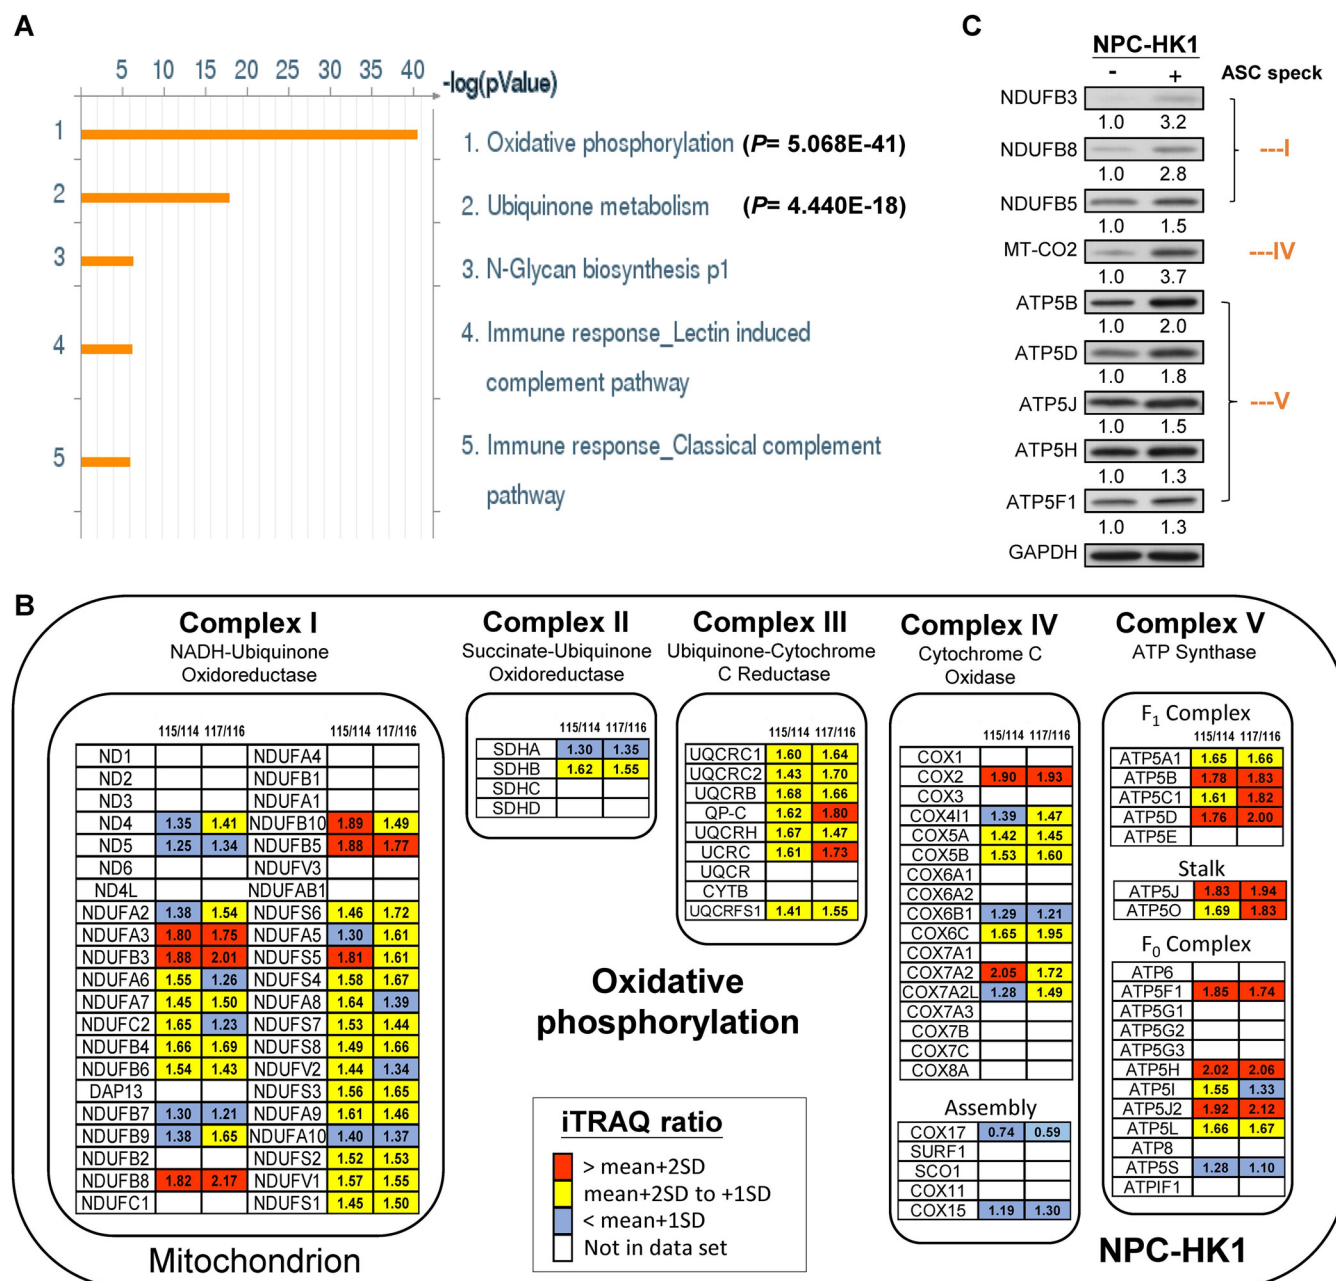 A
5 10 15 20 25 30 35 40
-log(pValue)
1
2
3
4
5
1. Oxidative phosphorylation (P= 5.068E-41)
2. Ubiquinone metabolism (P= 4.440E-18)
3. N-Glycan biosynthesis p1
4. Immune response_Lectin induced
complement pathway
5. Immune response_Classical complement
pathway
C
NPC-HK1
- + ASC speck
NDUFB3
1.0 3.2
NDUFB8
1.0 2.8
NDUFB5
1.0 1.5
---I
MT-CO2
1.0 3.7
---IV
ATP5B
1.0 2.0
ATP5D
1.0 1.8
ATP5J
1.0 1.5
ATP5H
1.0 1.3
ATP5F1
1.0 1.3
---V
GAPDH
B
Complex I
NADH-Ubiquinone
Oxidoreductase
115/114 117/116 115/114 117/116
ND1 NDUFA4
ND2 NDUFB1
ND3 NDUFA1
ND4 1.35 1.41 NDUFB10 1.89 1.49
ND5 1.25 1.34 NDUFB5 1.88 1.77
ND6 NDUFV3
ND4L NDUFAB1
NDUFA2 1.38 1.54 NDUFS6 1.46 1.72
NDUFA3 1.80 1.75 NDUFA5 1.30 1.61
NDUFB3 1.88 2.01 NDUFS5 1.81 1.61
NDUFA6 1.55 1.26 NDUFS4 1.58 1.67
NDUFA7 1.45 1.50 NDUFA8 1.64 1.39
NDUFC2 1.65 1.23 NDUFS7 1.53 1.44
NDUFB4 1.66 1.69 NDUFS8 1.49 1.66
NDUFB6 1.54 1.43 NDUFV2 1.44 1.34
DAP13 NDUFS3 1.56 1.65
NDUFB7 1.30 1.21 NDUFA9 1.61 1.46
NDUFB9 1.38 1.65 NDUFA10 1.40 1.37
NDUFB2 NDUFS2 1.52 1.53
NDUFB8 1.82 2.17 NDUFV1 1.57 1.55
NDUFC1 NDUFS1 1.45 1.50
Mitochondrion
Complex II
Succinate-Ubiquinone
Oxidoreductase
115/114 117/116
SDHA 1.30 1.35
SDHB 1.62 1.55
SDHC
SDHD
Complex III
Ubiquinone-Cytochrome
C Reductase
115/114 117/116
UQCRC1 1.60 1.64
UQCRC2 1.43 1.70
UQCRB 1.68 1.66
QP-C 1.62 1.80
UQCRH 1.67 1.47
UCRC 1.61 1.73
UQCR
CYTB
UQCRFS1 1.41 1.55
Oxidative
phosphorylation
iTRAQ ratio
> mean+2SD
mean+2SD to +1SD
< mean+1SD
Not in data set
Complex IV
Cytochrome C
Oxidase
115/114 117/116
COX1
COX2 1.90 1.93
COX3
COX4I1 1.39 1.47
COX5A 1.42 1.45
COX5B 1.53 1.60
COX6A1
COX6A2
COX6B1 1.29 1.21
COX6C 1.65 1.95
COX7A1
COX7A2 2.05 1.72
COX7A2L 1.28 1.49
COX7A3
COX7B
COX7C
COX8A
Assembly
COX17 0.74 0.59
SURF1
SCO1
COX11
COX15 1.19 1.30
Complex V
ATP Synthase
F1 Complex
115/114 117/116
ATP5A1 1.65 1.66
ATP5B 1.78 1.83
ATP5C1 1.61 1.82
ATP5D 1.76 2.00
ATP5E
Stalk
ATP5J 1.83 1.94
ATP5O 1.69 1.83
F0 Complex
ATP6
ATP5F1 1.85 1.74
ATP5G1
ATP5G2
ATP5G3
ATP5H 2.02 2.06
ATP5I 1.55 1.33
ATP5J2 1.92 2.12
ATP5L 1.66 1.67
ATP8
ATP5S 1.28 1.10
ATPIF1
NPC-HK1